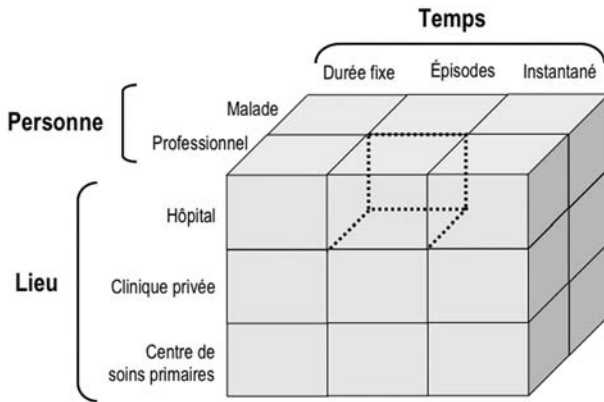 Temps
Durée fixe
Épisodes
Instantané
Personne
Malade
Professionnel
Lieu
Hôpital
Clinique privée
Centre de
soins primaires